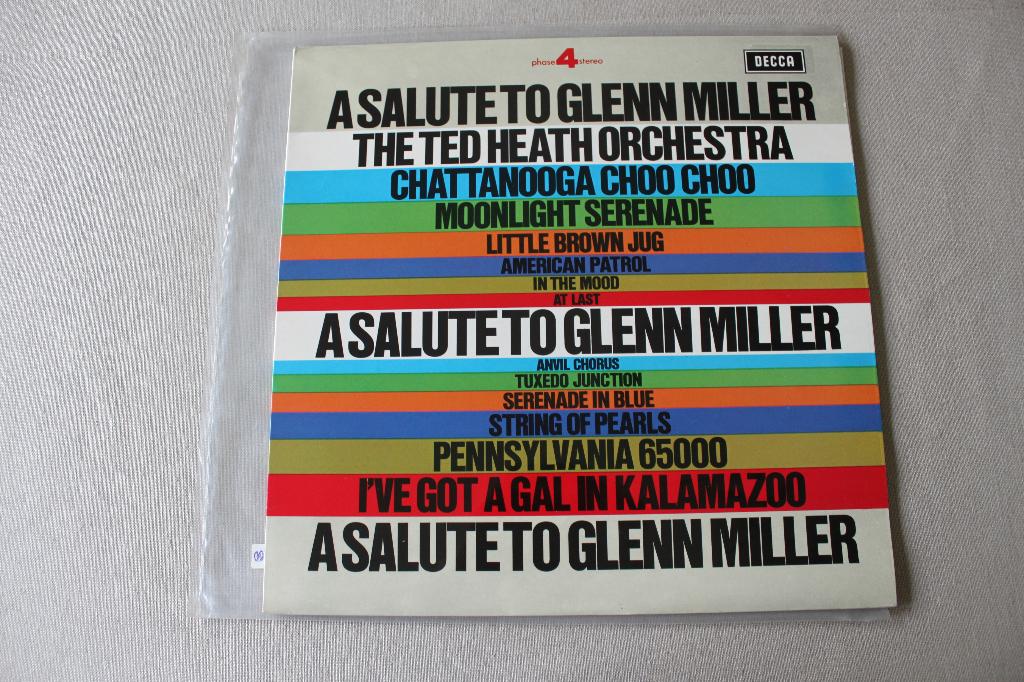 phase 4 stereo
DECCA
A SALUTE TO GLENN MILLER
THE TED HEATH ORCHESTRA
CHATTANOOGA CHOO CHOO
MOONLIGHT SERENADE
LITTLE BROWN JUG
AMERICAN PATROL
IN THE MOOD
AT LAST
A SALUTE TO GLENN MILLER
ANVIL CHORUS
TUXEDO JUNCTION
SERENADE IN BLUE
STRING OF PEARLS
PENNSYLVANIA 65000
I'VE GOT A GAL IN KALAMAZOO
A SALUTE TO GLENN MILLER